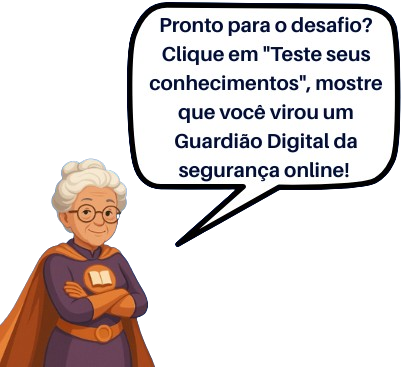 Pronto para o desafio?
Clique em "Teste seus
conhecimentos", mostre
que você virou um
Guardião Digital da
segurança online!